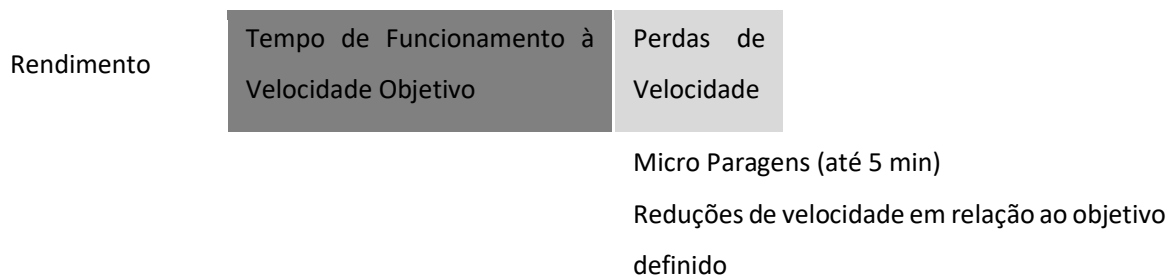 Rendimento
Tempo de Funcionamento à
Velocidade Objetivo
Perdas de
Velocidade
Micro Paragens (até 5 min)
Reduções de velocidade em relação ao objetivo
definido